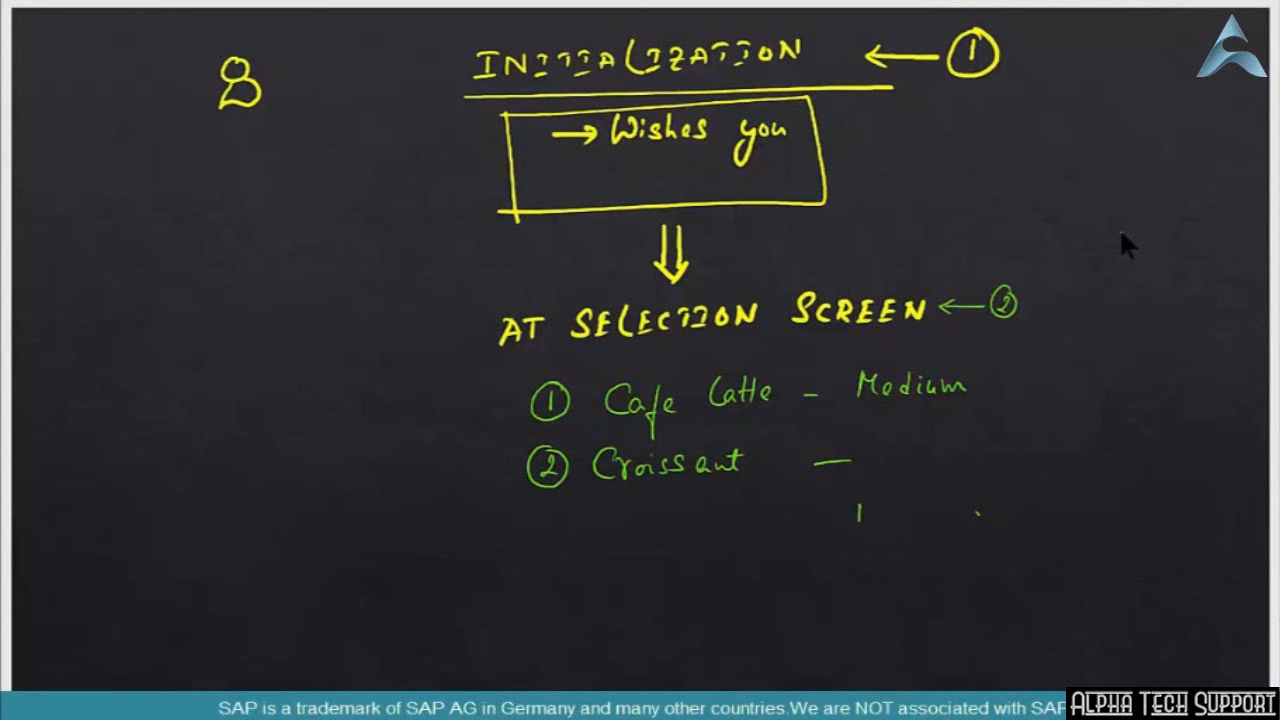 INITIALIZATION ← ①
→ Wishes you
AT SELECTION SCREEN ← ②
① Cafe Latte - Medium
② Croissant —
SAP is a trademark of SAP AG in Germany and many other countries.We are NOT associated with SAP
ALPHA TECH SUPPORT